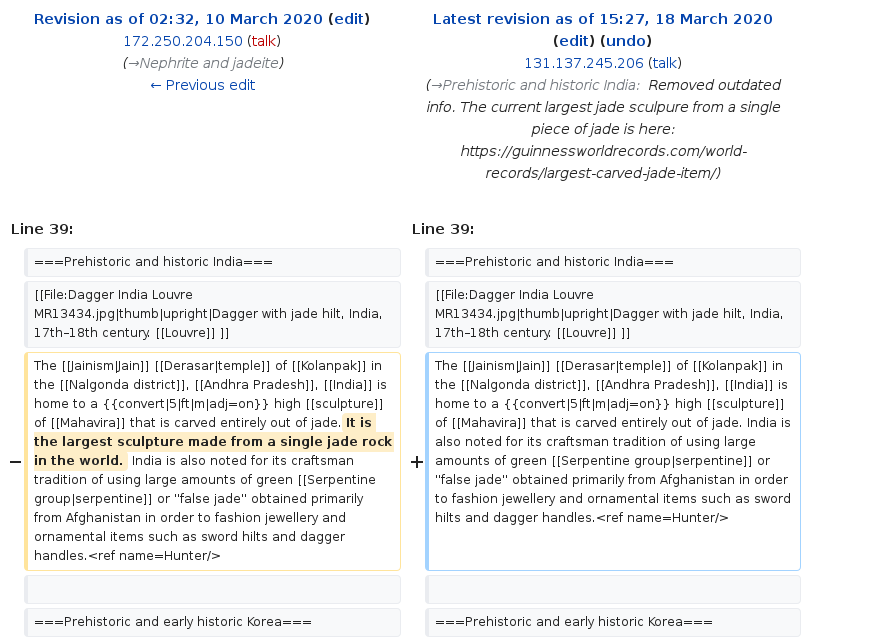 Revision as of 02:32, 10 March 2020 (edit)
172.250.204.150 (talk)
(→Nephrite and jadeite)
← Previous edit
Latest revision as of 15:27, 18 March 2020
(edit) (undo)
131.137.245.206 (talk)
(→Prehistoric and historic India: Removed outdated
info. The current largest jade sculpure from a single
piece of jade is here:
https://guinnessworldrecords.com/world-
records/largest-carved-jade-item/)
Line 39:
Line 39:
===Prehistoric and historic India===
===Prehistoric and historic India===
[[File:Dagger India Louvre
MR13434.jpg|thumb|upright|Dagger with jade hilt, India,
17th–18th century. [[Louvre]] ]]
[[File:Dagger India Louvre
MR13434.jpg|thumb|upright|Dagger with jade hilt, India,
17th–18th century. [[Louvre]] ]]
−
The [[Jainism|Jain]] [[Derasar|temple]] of [[Kolanpak]] in
the [[Nalgonda district]], [[Andhra Pradesh]], [[India]] is
home to a {{convert|5|ft|m|adj=on}} high [[sculpture]]
of [[Mahavira]] that is carved entirely out of jade. It is
the largest sculpture made from a single jade rock
in the world. India is also noted for its craftsman
tradition of using large amounts of green [[Serpentine
group|serpentine]] or "false jade" obtained primarily
from Afghanistan in order to fashion jewellery and
ornamental items such as sword hilts and dagger
handles.<ref name=Hunter/>
+
The [[Jainism|Jain]] [[Derasar|temple]] of [[Kolanpak]] in
the [[Nalgonda district]], [[Andhra Pradesh]], [[India]] is
home to a {{convert|5|ft|m|adj=on}} high [[sculpture]]
of [[Mahavira]] that is carved entirely out of jade. India is
also noted for its craftsman tradition of using large
amounts of green [[Serpentine group|serpentine]] or
"false jade" obtained primarily from Afghanistan in order
to fashion jewellery and ornamental items such as sword
hilts and dagger handles.<ref name=Hunter/>
===Prehistoric and early historic Korea===
===Prehistoric and early historic Korea===